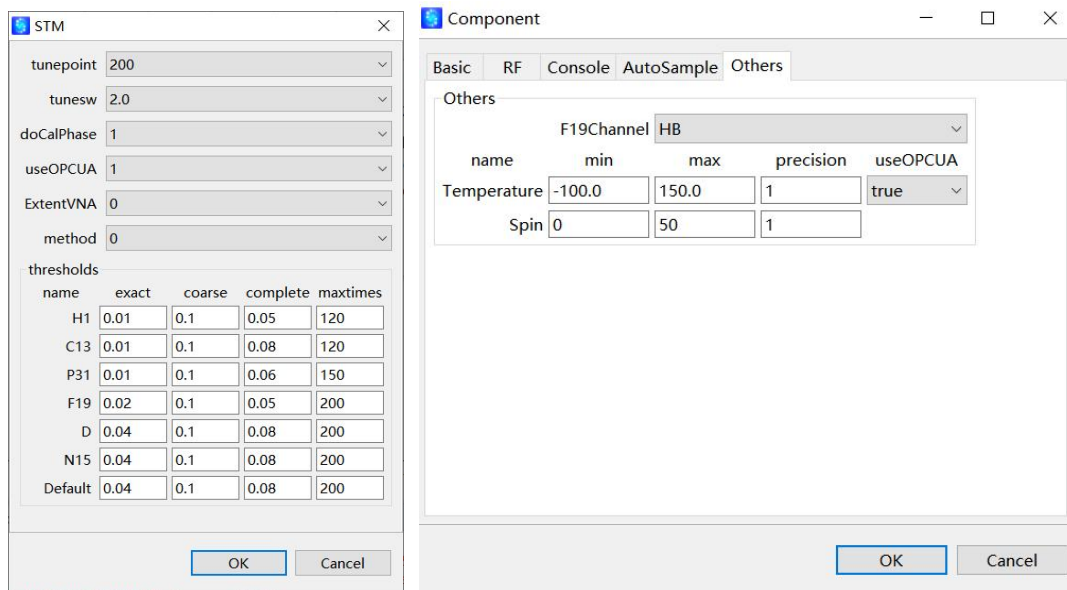 STM
tunepoint 200
tunesw 2.0
doCalPhase 1
useOPCUA 1
ExtentVNA 0
method 0
thresholds
name exact coarse complete maxtimes
H1 0.01 0.1 0.05 120
C13 0.01 0.1 0.08 120
P31 0.01 0.1 0.06 150
F19 0.02 0.1 0.05 200
D 0.04 0.1 0.08 200
N15 0.04 0.1 0.08 200
Default 0.04 0.1 0.08 200
OK Cancel
Component
Basic RF Console AutoSample Others
Others
F19Channel HB
name min max precision useOPCUA
Temperature -100.0 150.0 1 true
Spin 0 50 1
OK Cancel